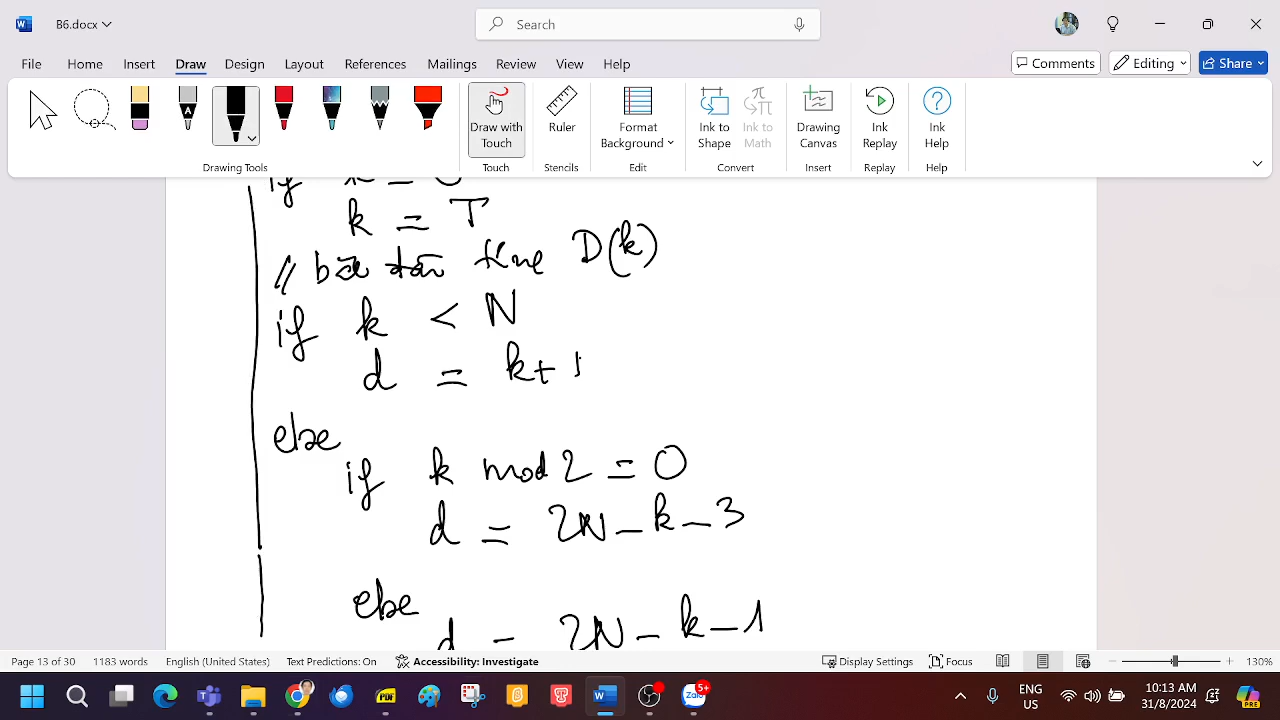 B6.docx
Search
File Home Insert Draw Design Layout References Mailings Review View Help
Comments Editing Share
Draw with Touch
Ruler
Format Background
Ink to Shape
Ink to Math
Drawing Canvas
Ink Replay
Ink Help
Drawing Tools Touch Stencils Edit Convert Insert Replay Help
if
k = T
// D(k)
if k < N
d = k+1
else
if k mod 2 = 0
d = 2N - k - 3
else
d = 2N - k - 1
Page 13 of 30 1183 words English (United States) Text Predictions: On Accessibility: Investigate Display Settings Focus 130%
PDF
5+
ENG
US
10:13 AM
31/8/2024
PRE